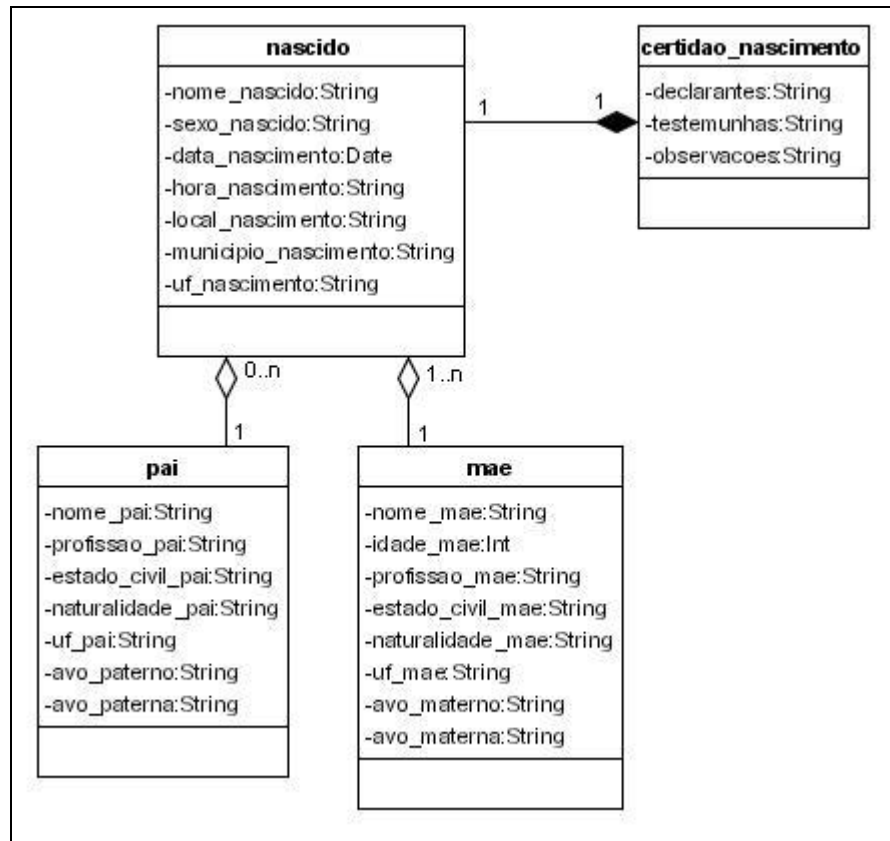 nascido
-nome_nascido:String
-sexo_nascido:String
-data_nascimento:Date
-hora_nascimento:String
-local_nascimento:String
-municipio_nascimento:String
-uf_nascimento:String
1
1
certidao_nascimento
-declarantes:String
-testemunhas:String
-observacoes:String
0..n
1
1..n
1
pai
-nome_pai:String
-profissao_pai:String
-estado_civil_pai:String
-naturalidade_pai:String
-uf_pai:String
-avo_paterno:String
-avo_paterna:String
mae
-nome_mae:String
-idade_mae:Int
-profissao_mae:String
-estado_civil_mae:String
-naturalidade_mae:String
-uf_mae:String
-avo_materno:String
-avo_materna:String